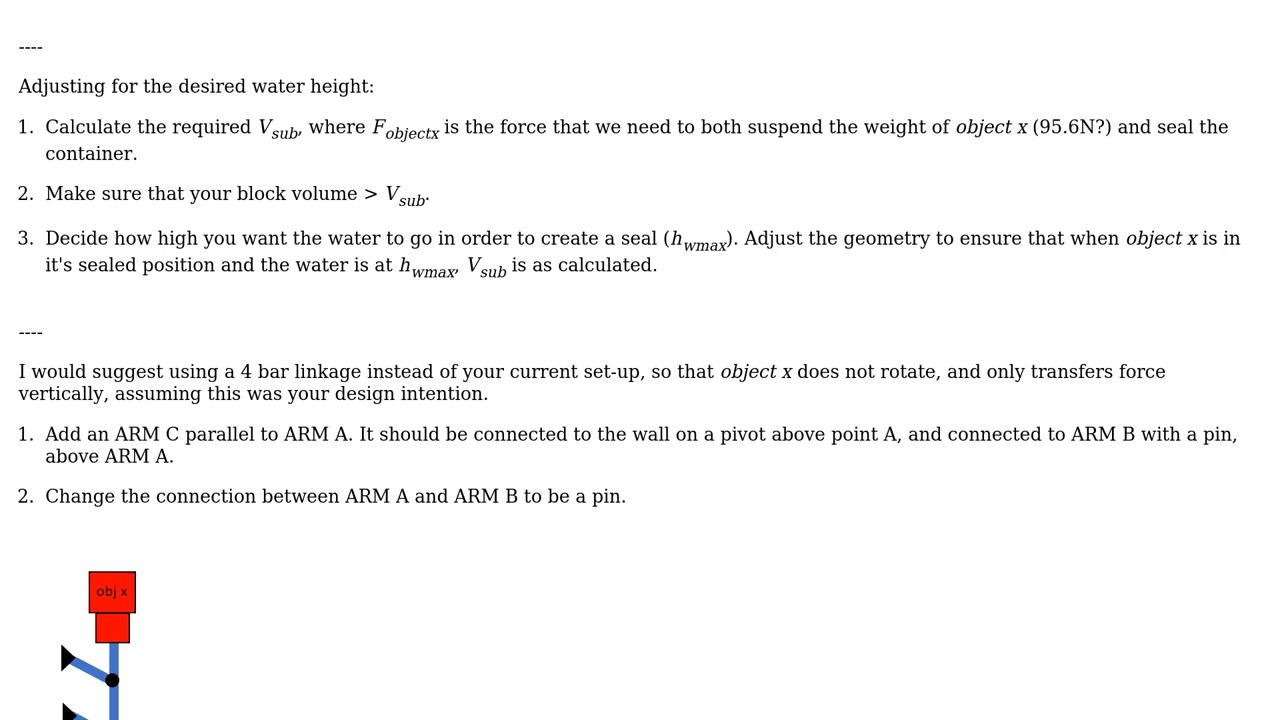 ----
Adjusting for the desired water height:
1. Calculate the required V_sub, where F_objectx is the force that we need to both suspend the weight of object x (95.6N?) and seal the
container.
2. Make sure that your block volume > V_sub.
3. Decide how high you want the water to go in order to create a seal (h_wmax). Adjust the geometry to ensure that when object x is in
it's sealed position and the water is at h_wmax, V_sub is as calculated.
----
I would suggest using a 4 bar linkage instead of your current set-up, so that object x does not rotate, and only transfers force
vertically, assuming this was your design intention.
1. Add an ARM C parallel to ARM A. It should be connected to the wall on a pivot above point A, and connected to ARM B with a pin,
above ARM A.
2. Change the connection between ARM A and ARM B to be a pin.
obj x